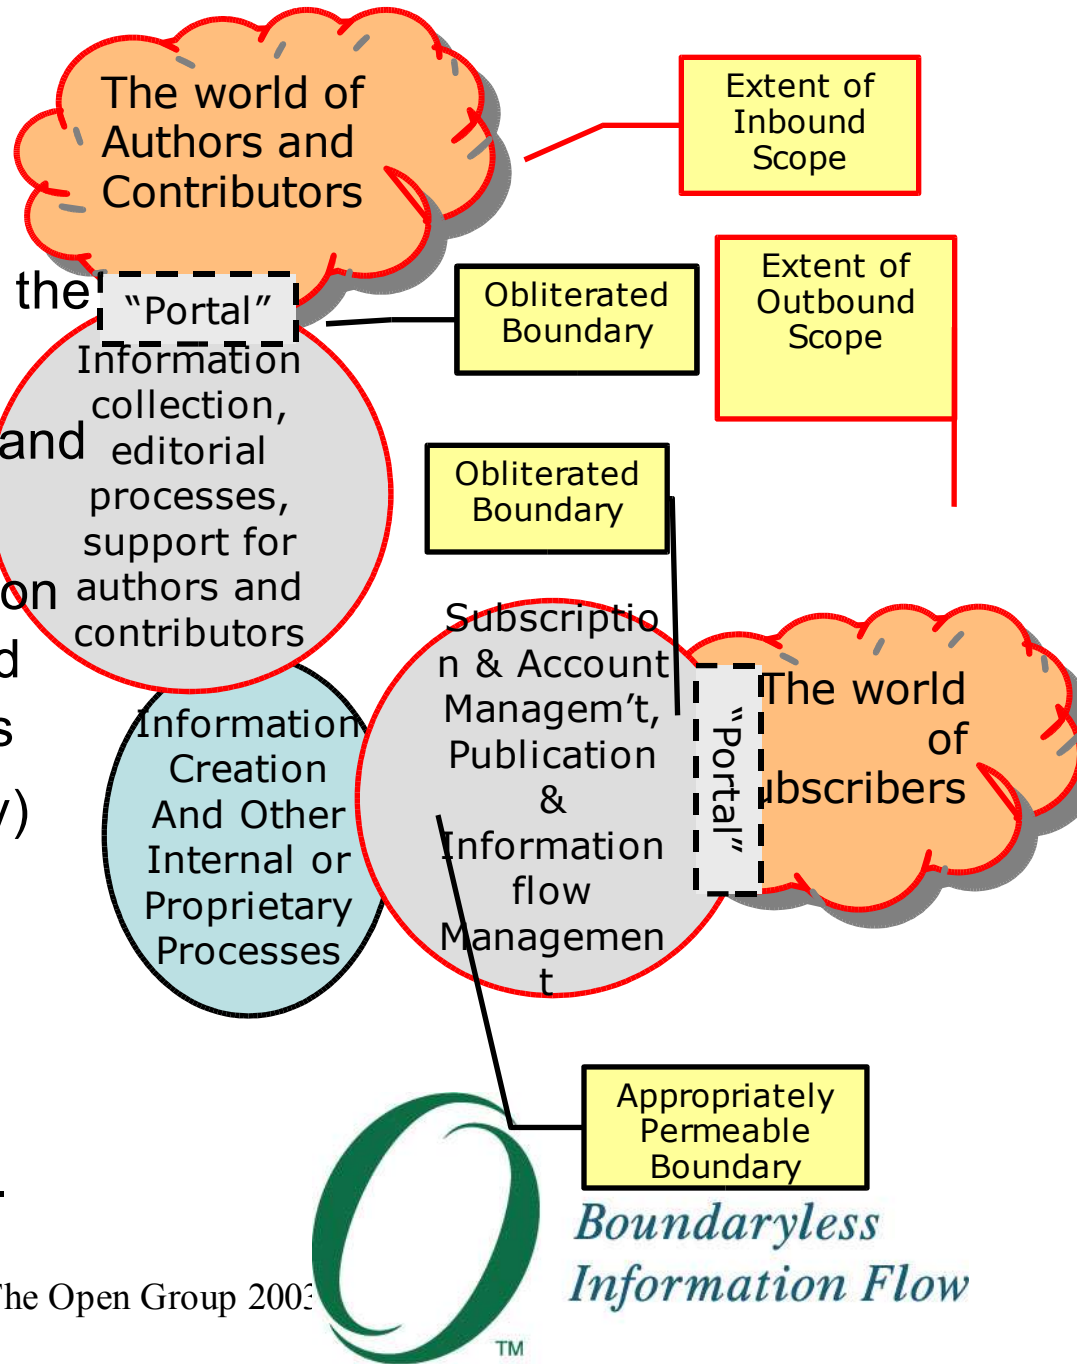 The world of
Authors and
Contributors
Extent of
Inbound
Scope
Extent of
Outbound
Scope
the
“Portal”
Obliterated
Boundary
Information
collection,
and
editorial
processes,
support for
on
authors and
contributors
Obliterated
Boundary
Subscriptio
n & Account
Managem’t,
Publication
&
Information
flow
Managemen
t
“Portal”
The world
of
ubscribers
d
s
y)
Information
Creation
And Other
Internal or
Proprietary
Processes
Appropriately
Permeable
Boundary
.
Boundaryless
Information Flow
The Open Group 2003
TM